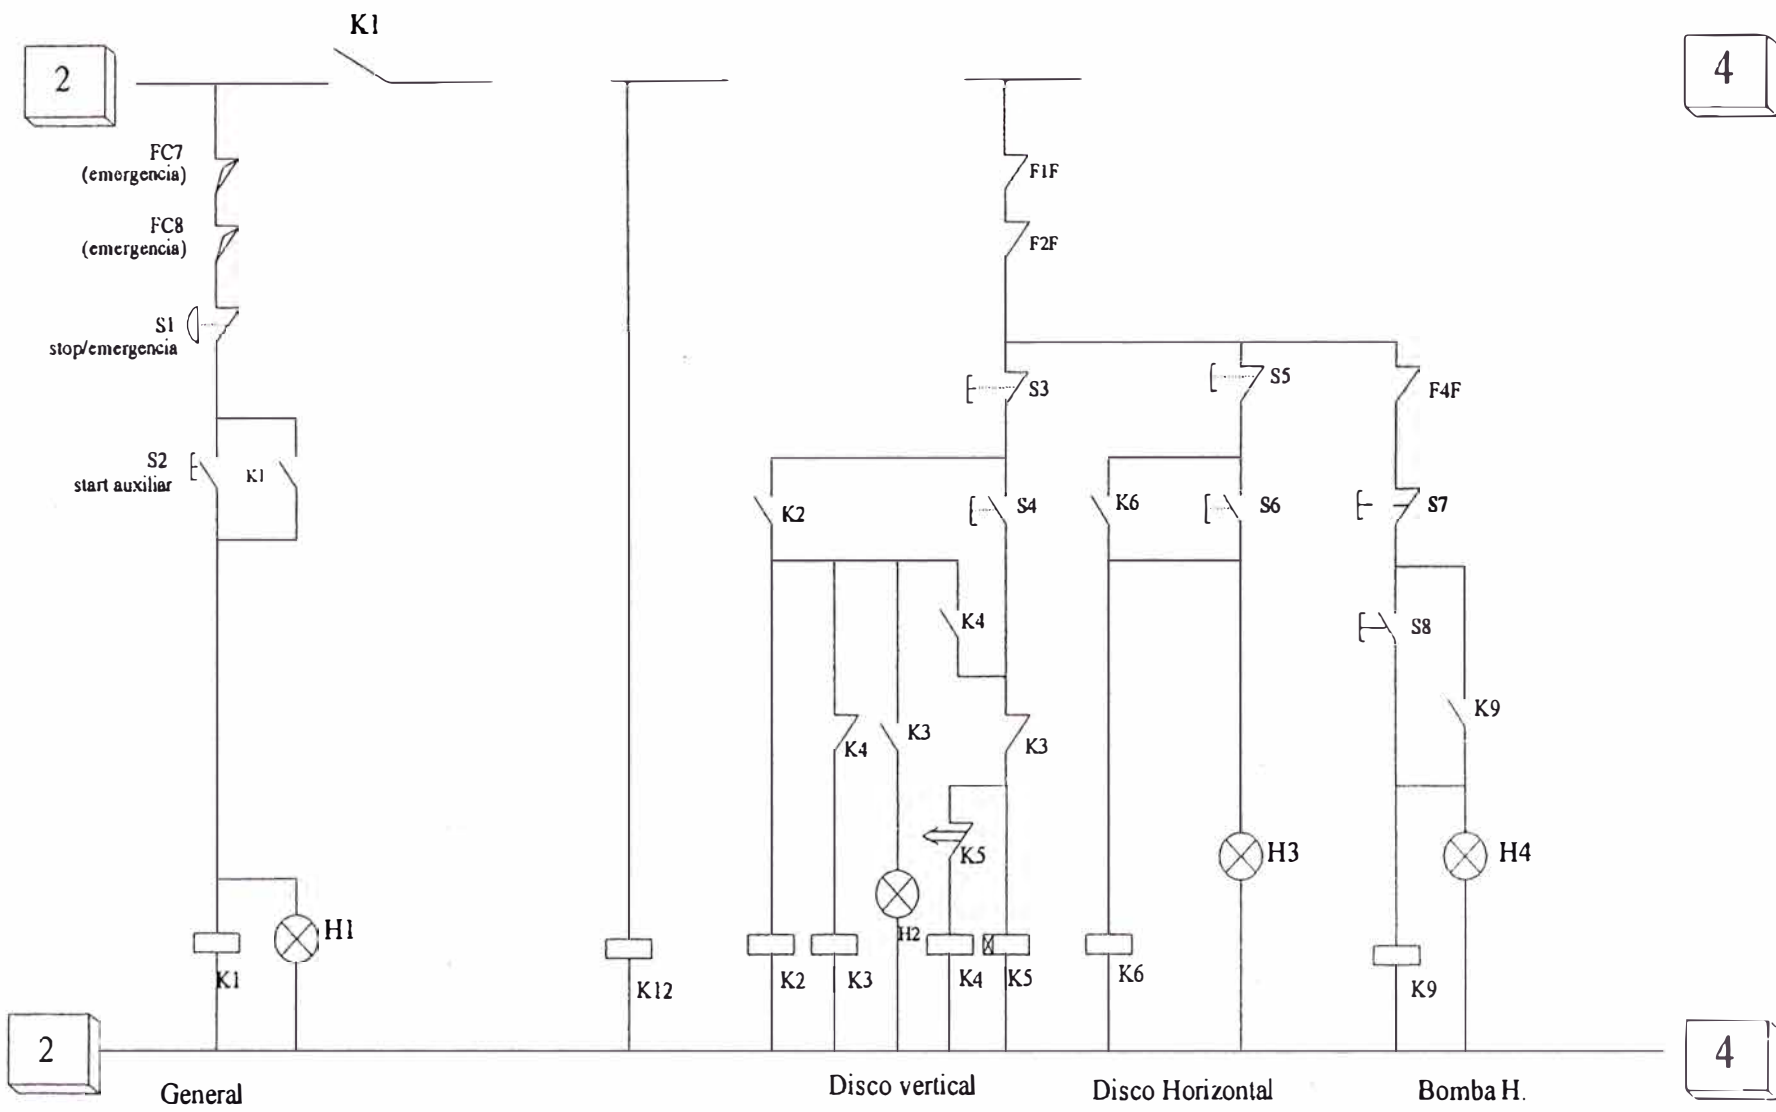 K1
2
4
FC7
(emergencia)
F1F
FC8
(emergencia)
F2F
S1
stop/emergencia
S3
S5
F4F
S2
start auxiliar
K1
K2
S4
K6
S6
S7
K4
S8
K4
K3
K3
K9
K5
H3
H4
H1
H2
K1
K12
K2
K3
K4
K5
K6
K9
2
4
General
Disco vertical
Disco Horizontal
Bomba H.